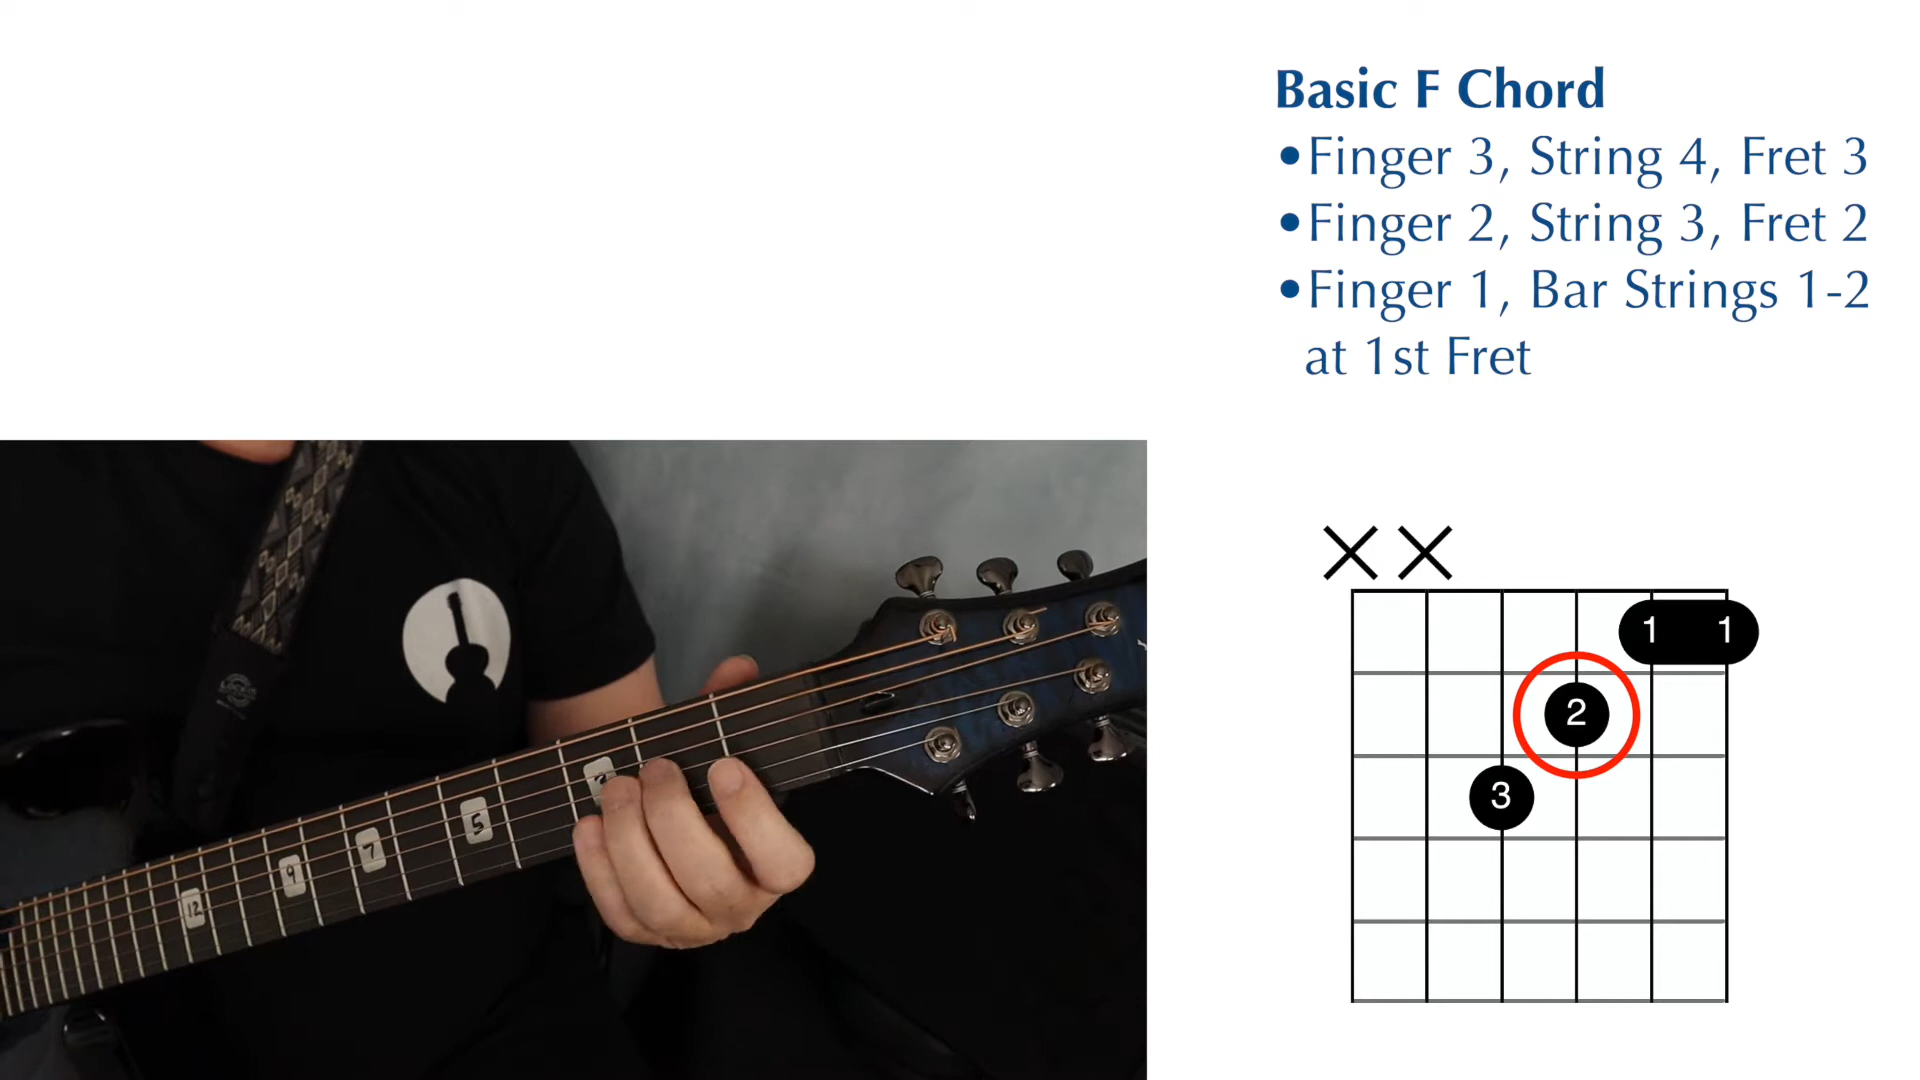 Basic F Chord
•Finger 3, String 4, Fret 3
•Finger 2, String 3, Fret 2
•Finger 1, Bar Strings 1-2
at 1st Fret
1 1
2
3
5
7
9
12